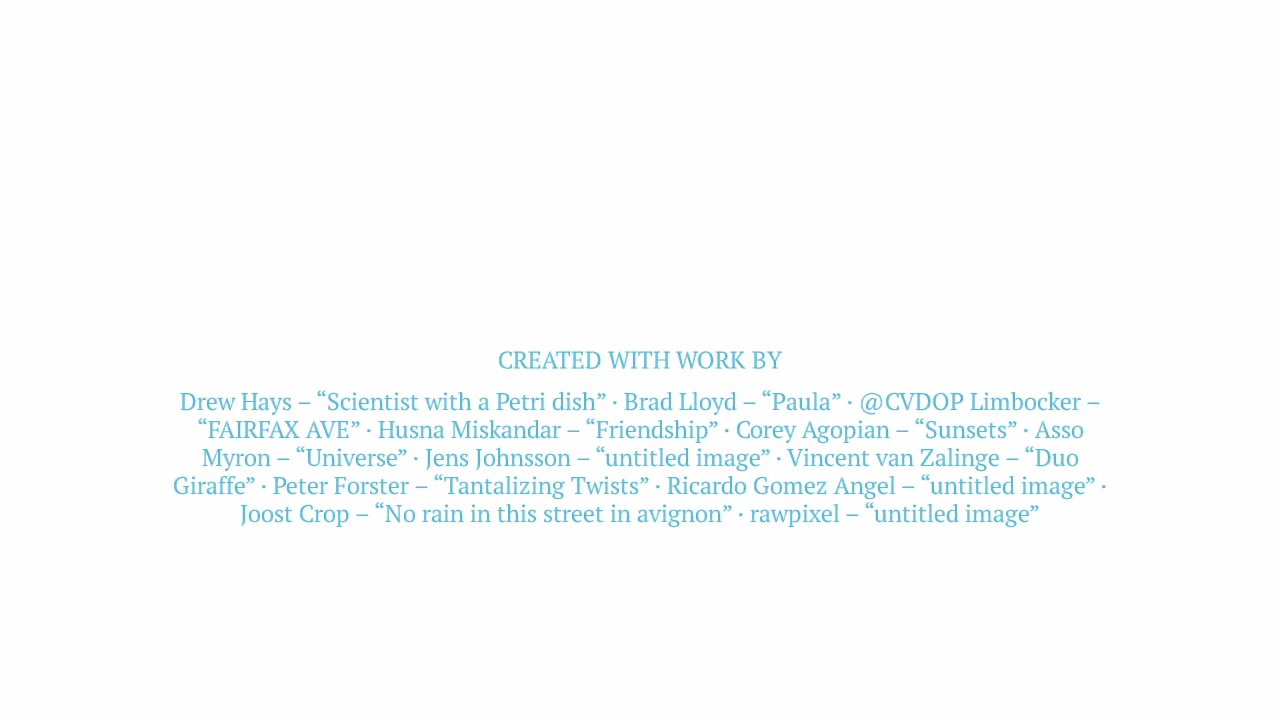 CREATED WITH WORK BY
Drew Hays – “Scientist with a Petri dish” · Brad Lloyd – “Paula” · @CVDOP Limbocker –
“FAIRFAX AVE” · Husna Miskandar – “Friendship” · Corey Agopian – “Sunsets” · Asso
Myron – “Universe” · Jens Johnsson – “untitled image” · Vincent van Zalinge – “Duo
Giraffe” · Peter Forster – “Tantalizing Twists” · Ricardo Gomez Angel – “untitled image” ·
Joost Crop – “No rain in this street in avignon” · rawpixel – “untitled image”